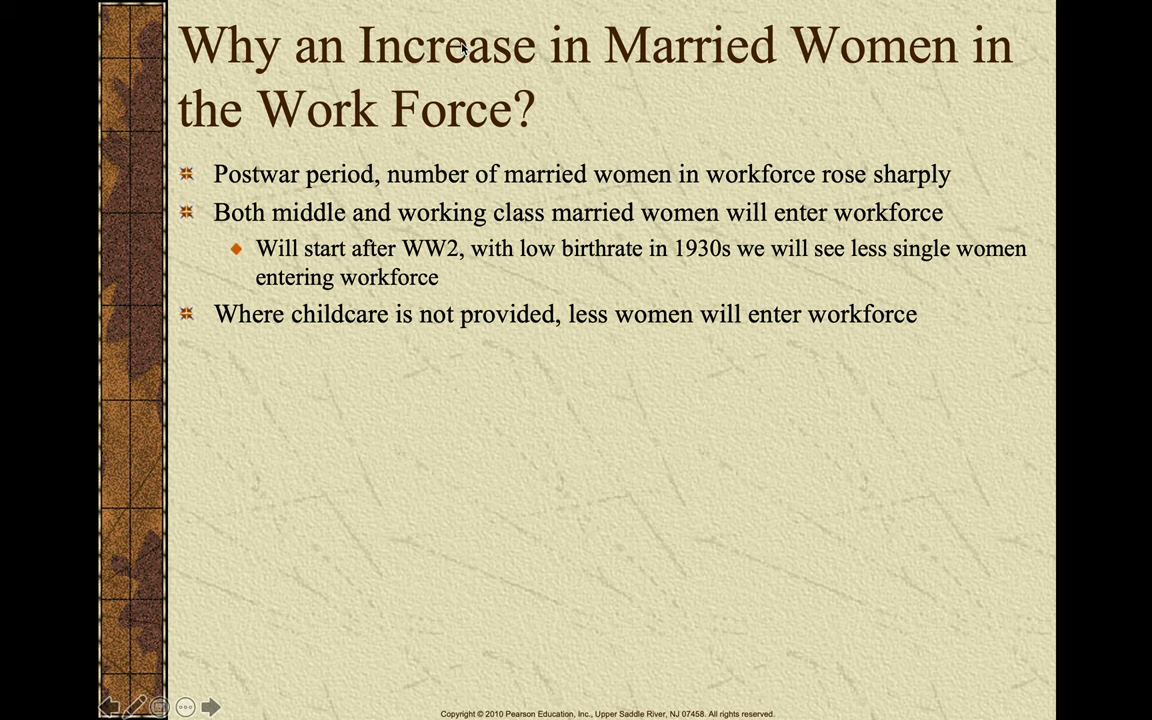 Why an Increase in Married Women in
the Work Force?
Postwar period, number of married women in workforce rose sharply
Both middle and working class married women will enter workforce
Will start after WW2, with low birthrate in 1930s we will see less single women
entering workforce
Where childcare is not provided, less women will enter workforce
Copyright © 2010 Pearson Education, Inc., Upper Saddle River, NJ 07458. All rights reserved.